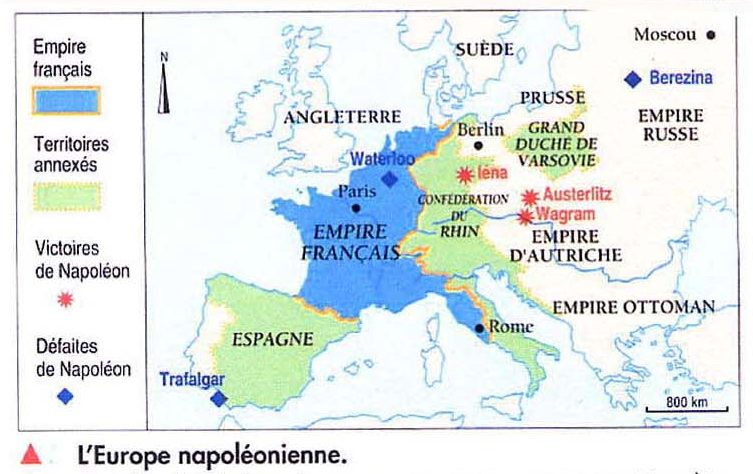 Empire
français
Territoires
annexés
Victoires
de Napoléon
Défaites
de Napoléon
N
SUÈDE
Moscou
Berezina
ANGLETERRE
PRUSSE
EMPIRE
RUSSE
Berlin
GRAND
DUCHÉ DE
VARSOVIE
Waterloo
Iéna
Paris
CONFÉDÉRATION
DU
RHIN
Austerlitz
Wagram
EMPIRE
FRANÇAIS
EMPIRE
D'AUTRICHE
EMPIRE OTTOMAN
ESPAGNE
Rome
Trafalgar
800 km
L'Europe napoléonienne.